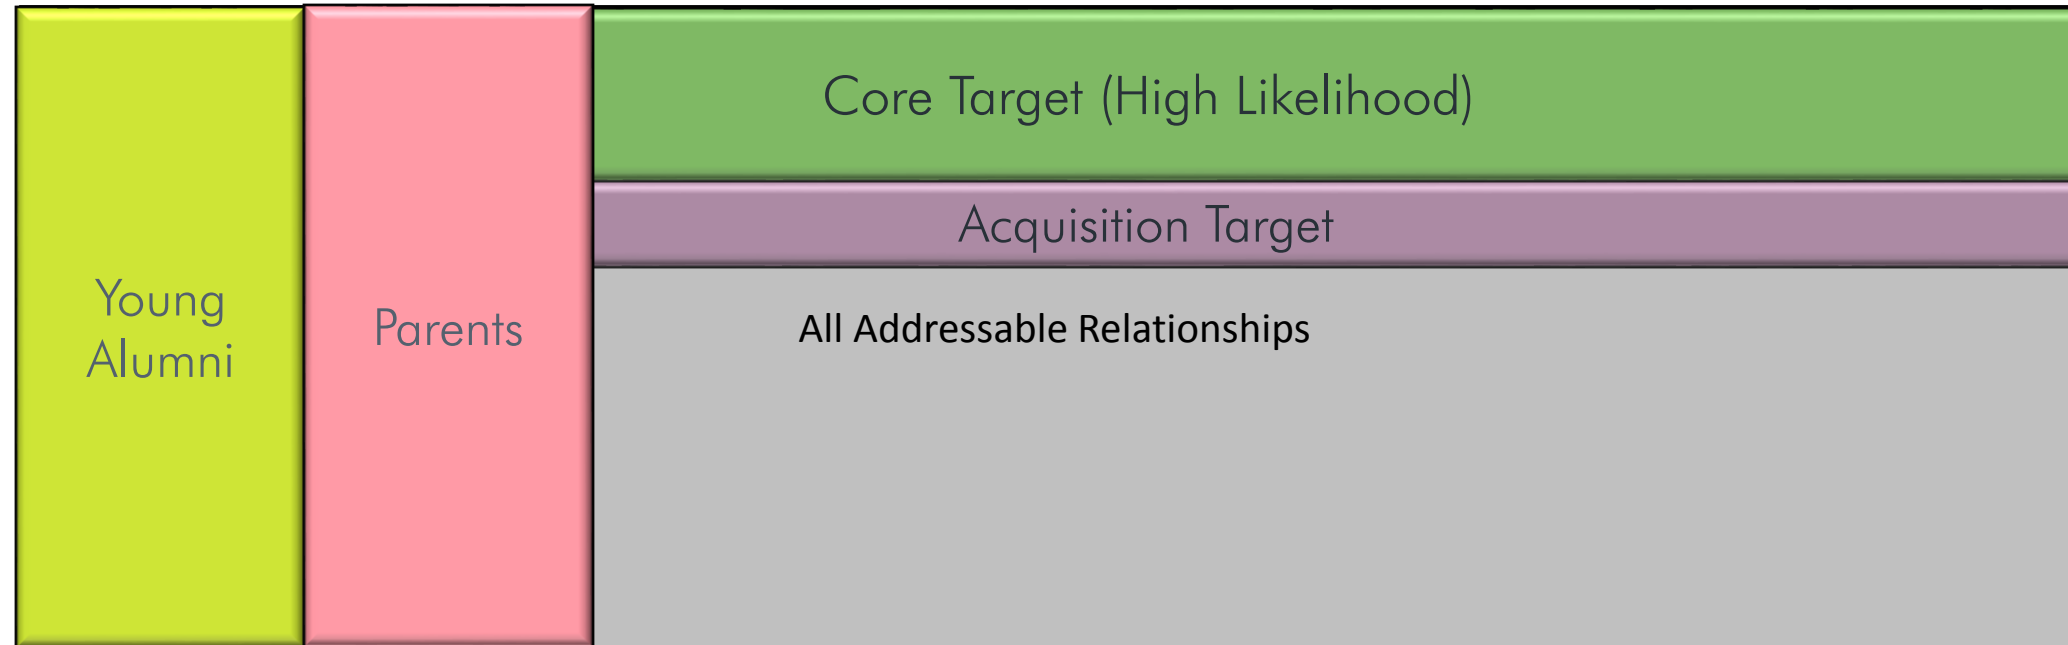 Young
Alumni
Parents
Core Target (High Likelihood)
Acquisition Target
All Addressable Relationships